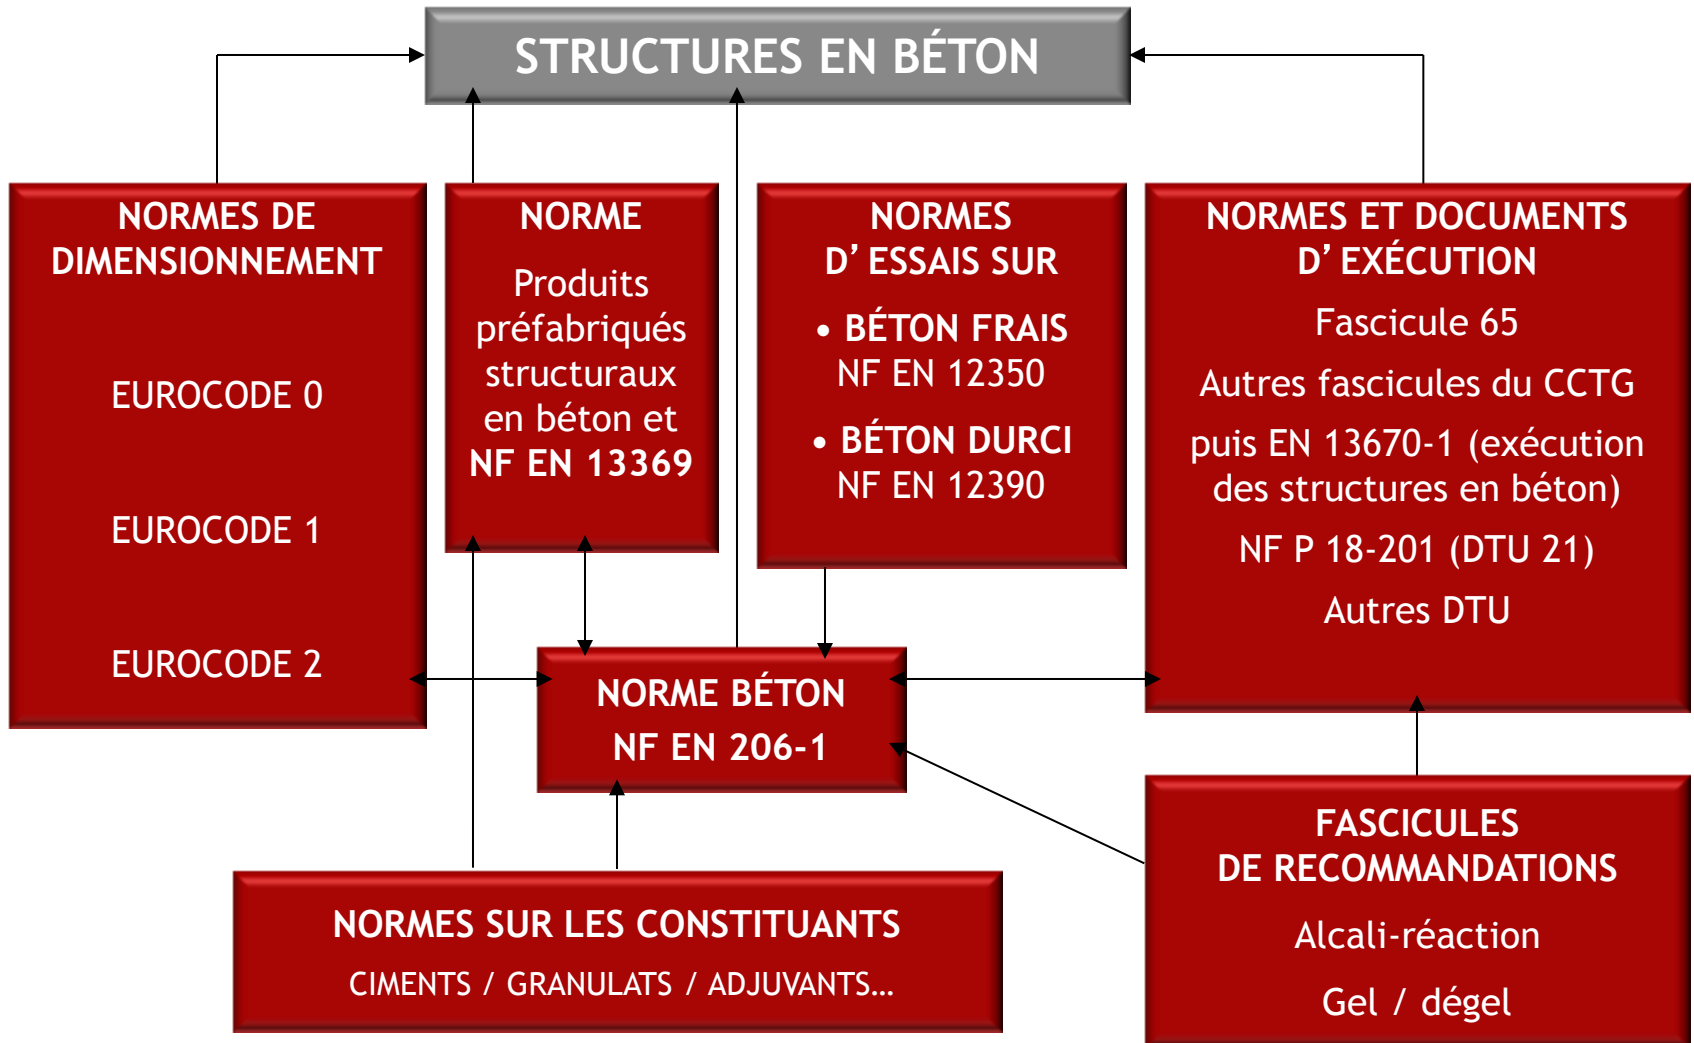 STRUCTURES EN BÉTON
NORMES DE
DIMENSIONNEMENT
EUROCODE 0
EUROCODE 1
EUROCODE 2
NORME
Produits
préfabriqués
structuraux
en béton et
NF EN 13369
NORMES
D’ESSAIS SUR
• BÉTON FRAIS
NF EN 12350
• BÉTON DURCI
NF EN 12390
NORMES ET DOCUMENTS
D’EXÉCUTION
Fascicule 65
Autres fascicules du CCTG
puis EN 13670-1 (exécution
des structures en béton)
NF P 18-201 (DTU 21)
Autres DTU
NORME BÉTON
NF EN 206-1
NORMES SUR LES CONSTITUANTS
CIMENTS / GRANULATS / ADJUVANTS…
FASCICULES
DE RECOMMANDATIONS
Alcali-réaction
Gel / dégel